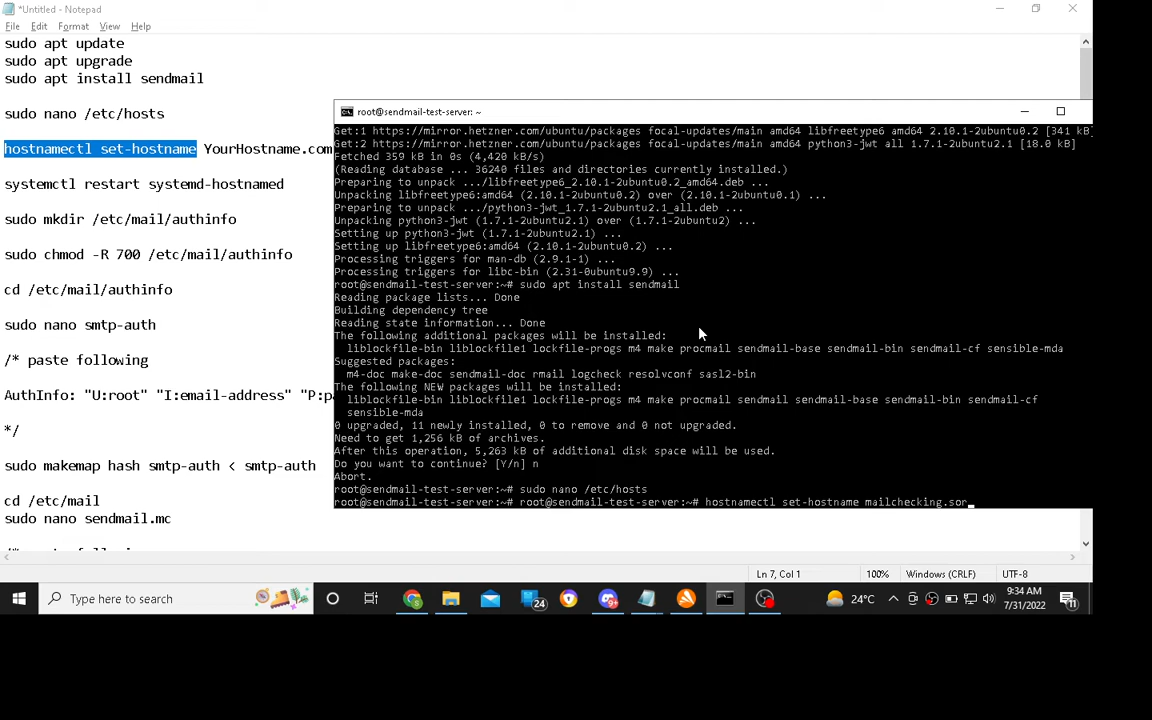 *Untitled - Notepad
File Edit Format View Help
sudo apt update
sudo apt upgrade
sudo apt install sendmail
sudo nano /etc/hosts
hostnamectl set-hostname YourHostname.com
systemctl restart systemd-hostnamed
sudo mkdir /etc/mail/authinfo
sudo chmod -R 700 /etc/mail/authinfo
cd /etc/mail/authinfo
sudo nano smtp-auth
/* paste following
AuthInfo: "U:root" "I:email-address" "P:pa
*/
sudo makemap hash smtp-auth < smtp-auth
cd /etc/mail
sudo nano sendmail.mc
root@sendmail-test-server: ~
Get:1 https://mirror.hetzner.com/ubuntu/packages focal-updates/main amd64 libfreetype6 amd64 2.10.1-2ubuntu0.2 [341 kB]
Get:2 https://mirror.hetzner.com/ubuntu/packages focal-updates/main amd64 python3-jwt all 1.7.1-2ubuntu2.1 [18.0 kB]
Fetched 359 kB in 0s (4,420 kB/s)
(Reading database ... 36240 files and directories currently installed.)
Preparing to unpack .../libfreetype6_2.10.1-2ubuntu0.2_amd64.deb ...
Unpacking libfreetype6:amd64 (2.10.1-2ubuntu0.2) over (2.10.1-2ubuntu0.1) ...
Preparing to unpack .../python3-jwt_1.7.1-2ubuntu2.1_all.deb ...
Unpacking python3-jwt (1.7.1-2ubuntu2.1) over (1.7.1-2ubuntu2) ...
Setting up python3-jwt (1.7.1-2ubuntu2.1) ...
Setting up libfreetype6:amd64 (2.10.1-2ubuntu0.2) ...
Processing triggers for man-db (2.9.1-1) ...
Processing triggers for libc-bin (2.31-0ubuntu9.9) ...
root@sendmail-test-server:~# sudo apt install sendmail
Reading package lists... Done
Building dependency tree
Reading state information... Done
The following additional packages will be installed:
liblockfile-bin liblockfile1 lockfile-progs m4 make procmail sendmail-base sendmail-bin sendmail-cf sensible-mda
Suggested packages:
m4-doc make-doc sendmail-doc rmail logcheck resolvconf sasl2-bin
The following NEW packages will be installed:
liblockfile-bin liblockfile1 lockfile-progs m4 make procmail sendmail sendmail-base sendmail-bin sendmail-cf
sensible-mda
0 upgraded, 11 newly installed, 0 to remove and 0 not upgraded.
Need to get 1,256 kB of archives.
After this operation, 5,263 kB of additional disk space will be used.
Do you want to continue? [Y/n] n
Abort.
root@sendmail-test-server:~# sudo nano /etc/hosts
root@sendmail-test-server:~# root@sendmail-test-server:~# hostnamectl set-hostname mailchecking.sor
Ln 7, Col 1 100% Windows (CRLF) UTF-8
Type here to search
24
9+
24°C
9:34 AM
7/31/2022
11